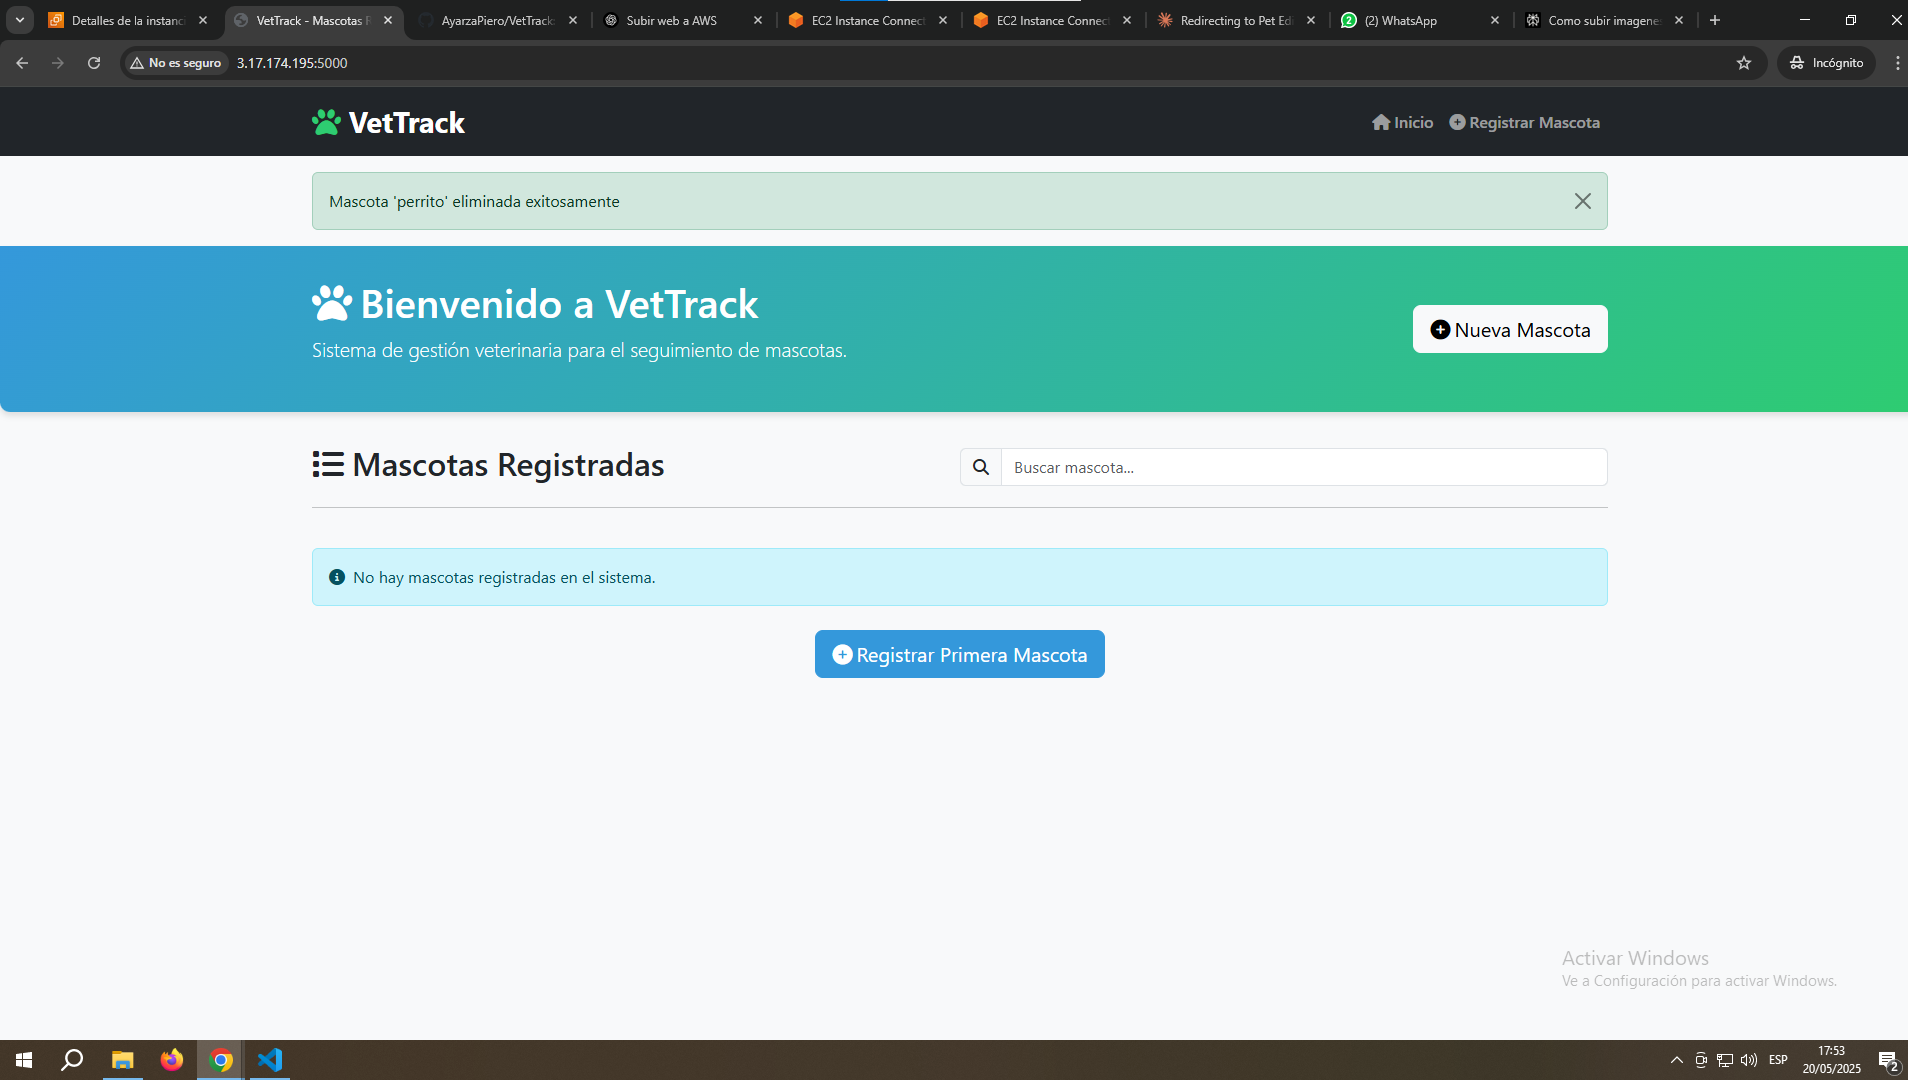 Detalles de la instanci
VetTrack - Mascotas R
AyarzaPiero/VetTrack
Subir web a AWS
EC2 Instance Connect
EC2 Instance Connect
Redirecting to Pet Edi
(2) WhatsApp
Como subir imagenes
No es seguro
3.17.174.195:5000
Incógnito
VetTrack
Inicio
Registrar Mascota
Mascota 'perrito' eliminada exitosamente
Bienvenido a VetTrack
Nueva Mascota
Sistema de gestión veterinaria para el seguimiento de mascotas.
Mascotas Registradas
Buscar mascota...
No hay mascotas registradas en el sistema.
Registrar Primera Mascota
Activar Windows
Ve a Configuración para activar Windows.
ESP
17:53
20/05/2025
2